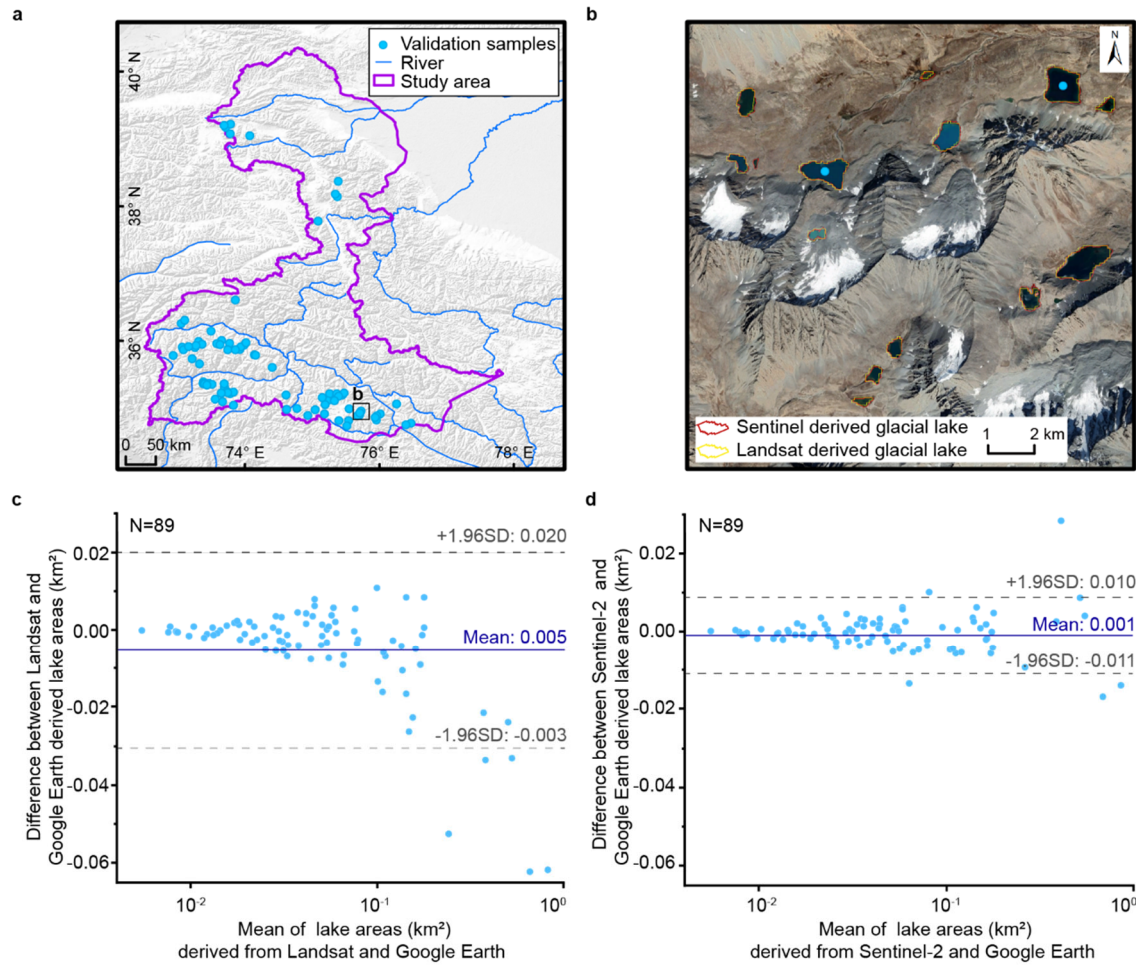 a
Validation samples
River
Study area
40° N
38° N
36° N
b
0 50 km
74° E
76° E
78° E
b
N
Sentinel derived glacial lake
Landsat derived glacial lake
1 2 km
c
N=89
+1.96SD: 0.020
Mean: 0.005
-1.96SD: -0.003
0.02
0.00
-0.02
-0.04
-0.06
Difference between Landsat and
Google Earth derived lake areas (km²)
10-2
10-1
100
Mean of lake areas (km²)
derived from Landsat and Google Earth
d
N=89
+1.96SD: 0.010
Mean: 0.001
-1.96SD: -0.011
0.02
0.00
-0.02
-0.04
-0.06
Difference between Sentinel-2 and
Google Earth derived lake areas (km²)
10-2
10-1
100
Mean of lake areas (km²)
derived from Sentinel-2 and Google Earth